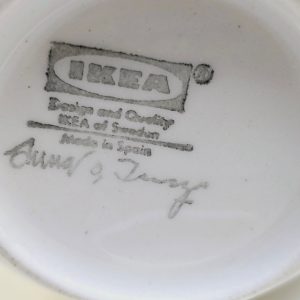 IKEA®
Design and Quality
IKEA of Sweden
Made in Spain